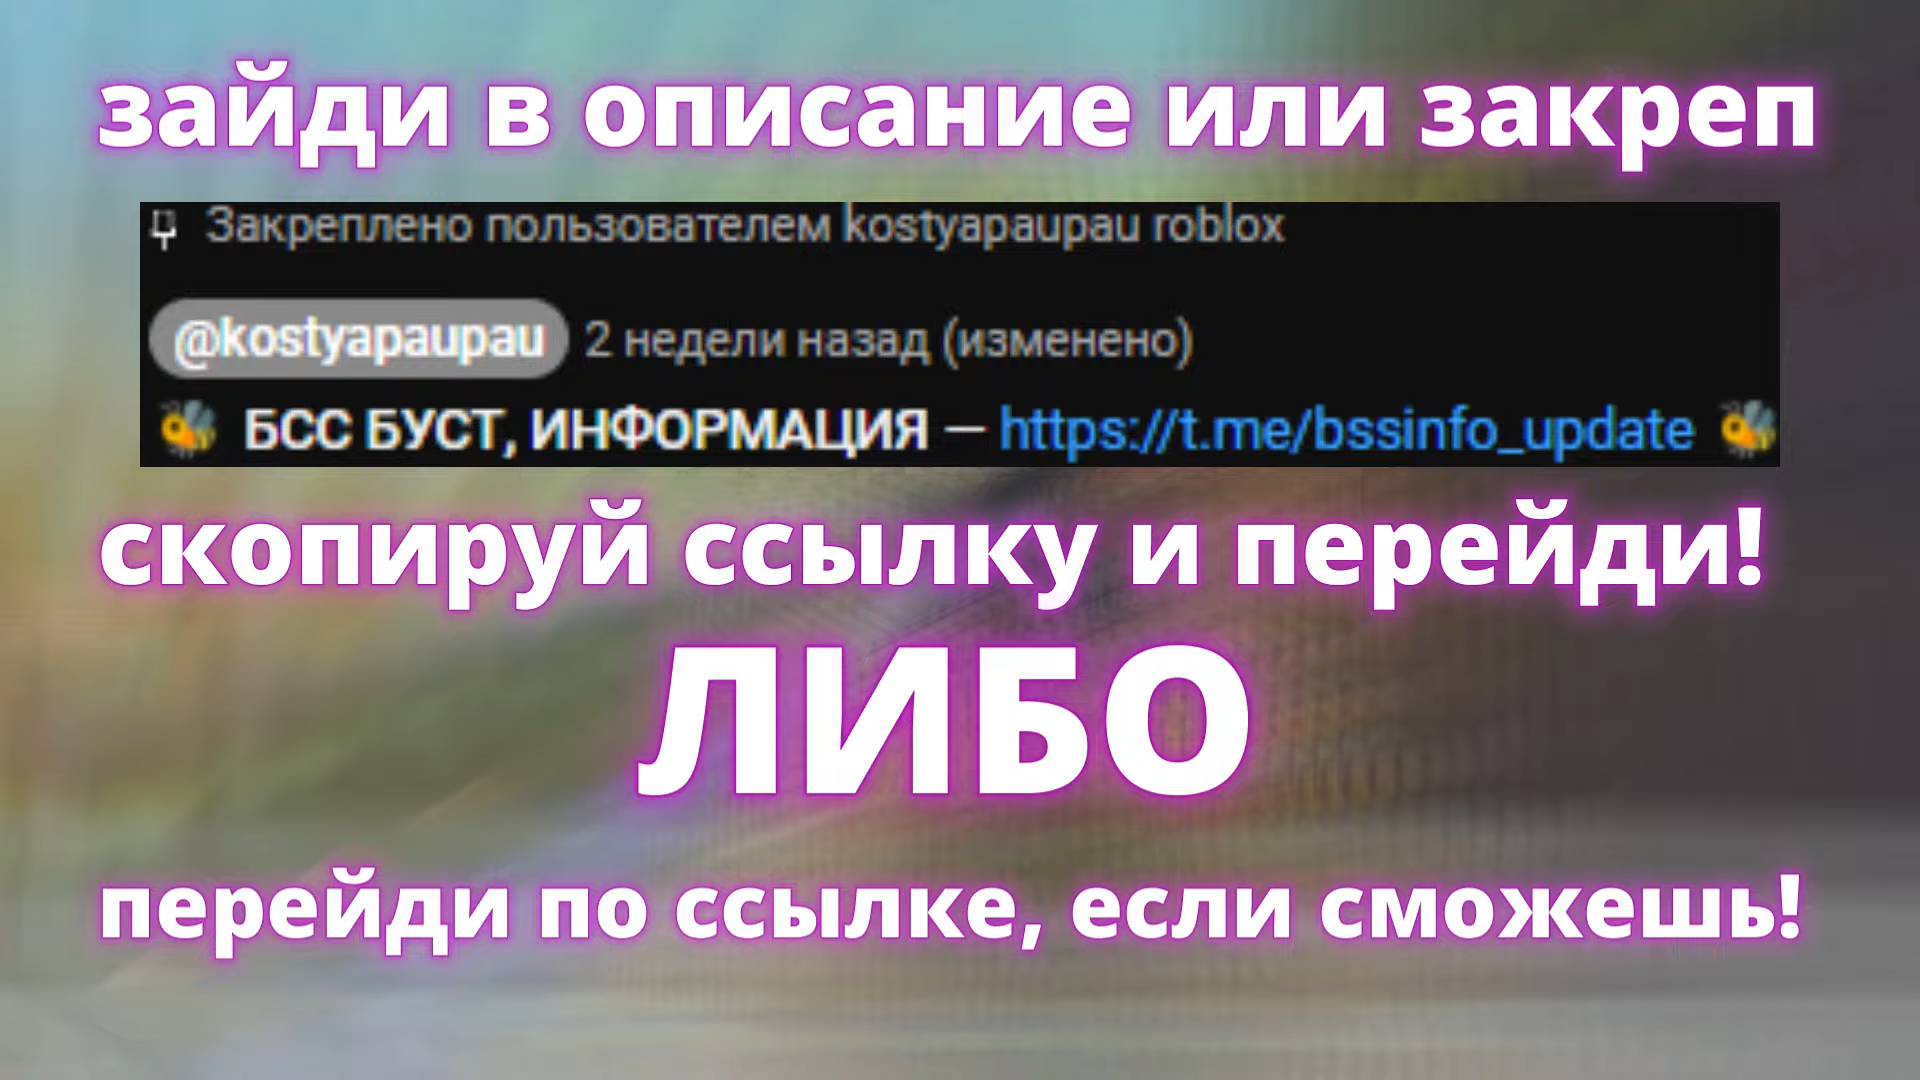 зайди в описание или закреп
Закреплено пользователем kostyapaupau roblox
@kostyapaupau 2 недели назад (изменено)
БСС БУСТ, ИНФОРМАЦИЯ — https://t.me/bssinfo_update
скопируй ссылку и перейди!
ЛИБО
перейди по ссылке, если сможешь!